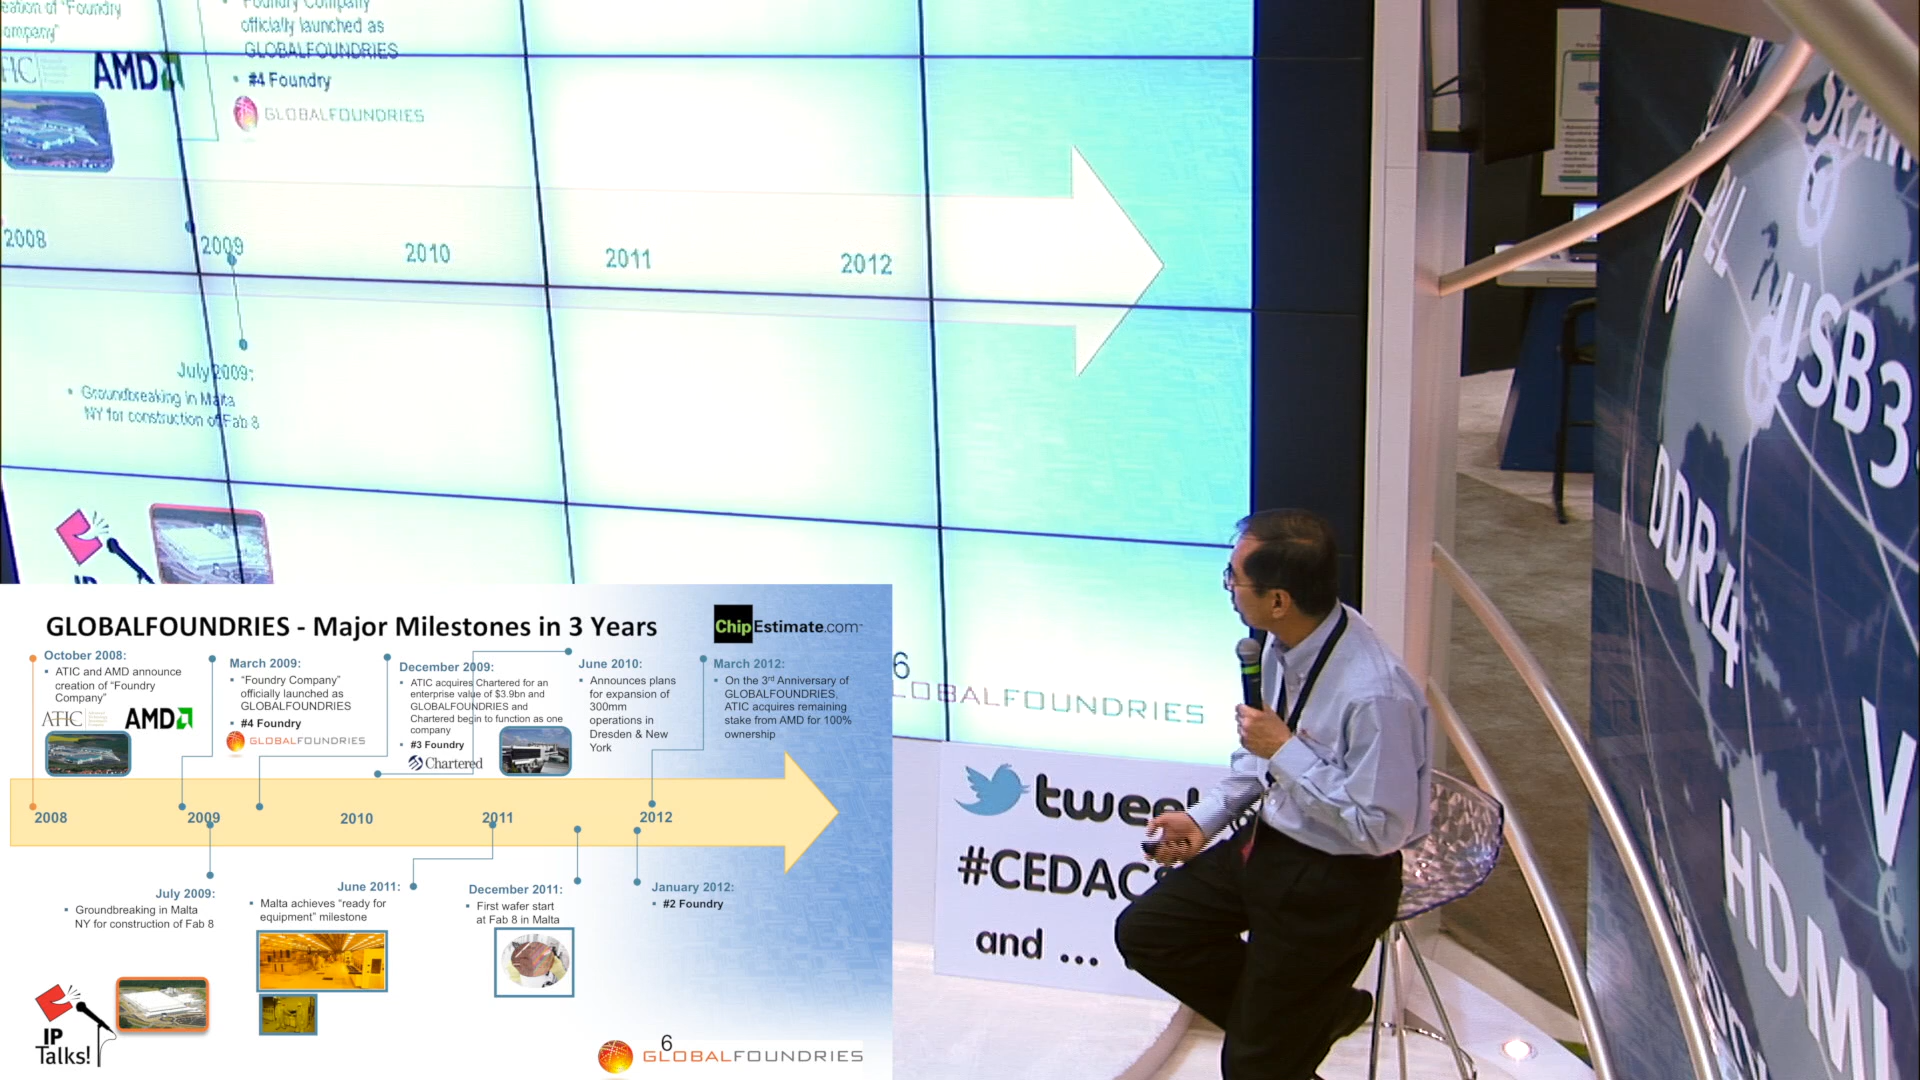 eation of "Foundry
ompany"
Foundry Company
officially launched as
GLOBALFOUNDRIES
#4 Foundry
AMD
GLOBALFOUNDRIES
2008
2009
2010
2011
2012
July 2009:
Groundbreaking in Malta
NY for construction of Fab 8
6
GLOBALFOUNDRIES
GLOBALFOUNDRIES - Major Milestones in 3 Years
ChipEstimate.com
October 2008:
ATIC and AMD announce
creation of "Foundry
Company"
ATIC
AMD
March 2009:
"Foundry Company"
officially launched as
GLOBALFOUNDRIES
#4 Foundry
GLOBALFOUNDRIES
December 2009:
ATIC acquires Chartered for an
enterprise value of $3.9bn and
GLOBALFOUNDRIES and
Chartered begin to function as one
company
#3 Foundry
Chartered
June 2010:
Announces plans
for expansion of
300mm
operations in
Dresden & New
York
March 2012:
On the 3rd Anniversary of
GLOBALFOUNDRIES,
ATIC acquires remaining
stake from AMD for 100%
ownership
2008
2009
2010
2011
2012
July 2009:
Groundbreaking in Malta
NY for construction of Fab 8
June 2011:
Malta achieves "ready for
equipment" milestone
December 2011:
First wafer start
at Fab 8 in Malta
January 2012:
#2 Foundry
IP
Talks!
6
GLOBALFOUNDRIES
twee
#CEDAC
and ...
SRAM
PLL
USB3
DDR4
HDMI
V